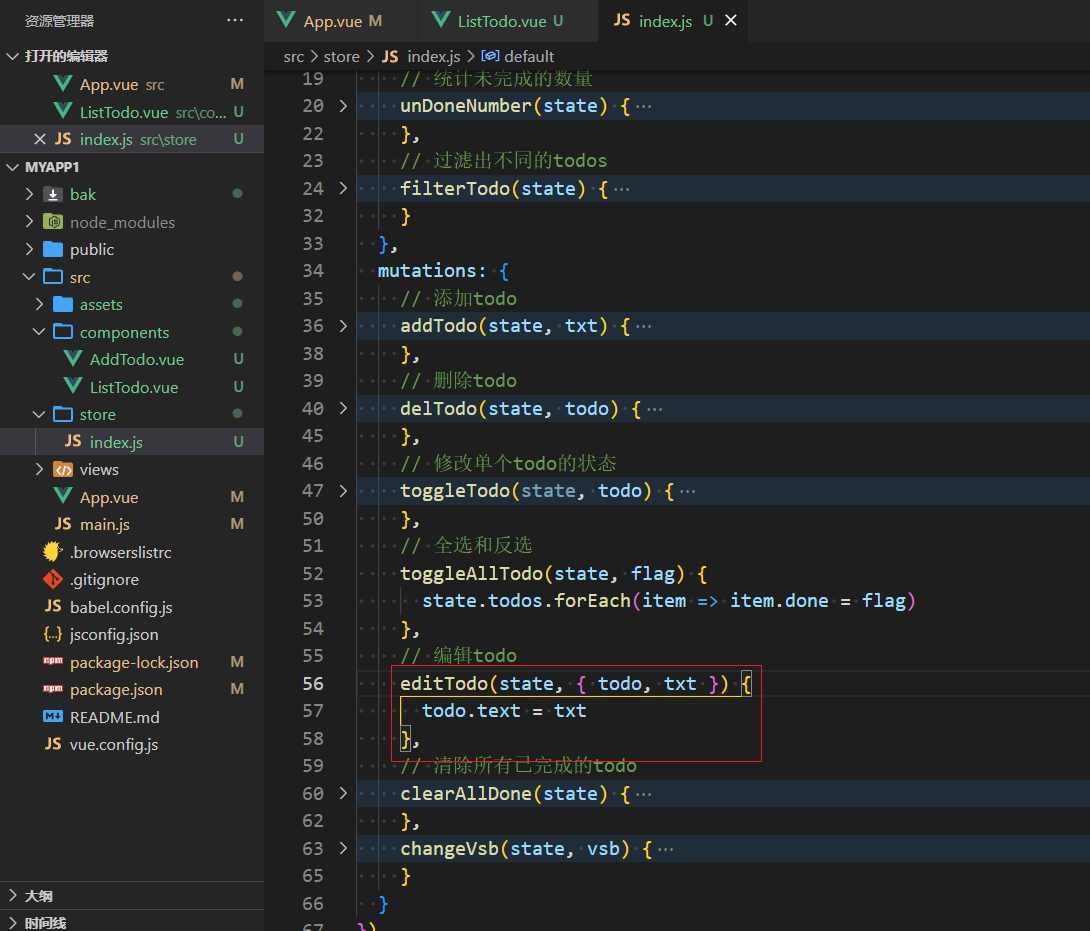 资源管理器 ···
打开的编辑器
App.vue src M
ListTodo.vue src\co... U
index.js src\store U
MYAPP1
bak
node_modules
public
src
assets
components
AddTodo.vue U
ListTodo.vue U
store
JS index.js U
views
App.vue M
JS main.js M
.browserslistrc
.gitignore
JS babel.config.js
{..} jsconfig.json
npm package-lock.json M
npm package.json M
README.md
JS vue.config.js
大纲
时间线
App.vue M ListTodo.vue U JS index.js U
src > store > JS index.js > default
19 // 统计未完成的数量
20 unDoneNumber(state) { ···
22 },
23 // 过滤出不同的todos
24 filterTodo(state) { ···
32 }
33 },
34 mutations: {
35 // 添加todo
36 addTodo(state, txt) { ···
38 },
39 // 删除todo
40 delTodo(state, todo) { ···
45 },
46 // 修改单个todo的状态
47 toggleTodo(state, todo) { ···
50 },
51 // 全选和反选
52 toggleAllTodo(state, flag) {
53 state.todos.forEach(item => item.done = flag)
54 },
55 // 编辑todo
56 editTodo(state, { todo, txt }) {
57 todo.text = txt
58 },
59 // 清除所有已完成的todo
60 clearAllDone(state) { ···
62 },
63 changeVsb(state, vsb) { ···
65 }
66 }
67 })